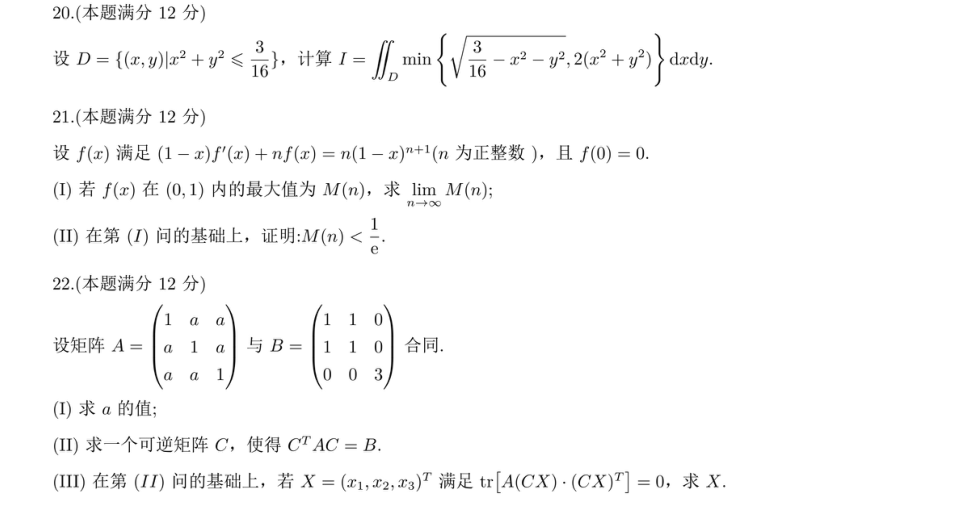 20.(本题满分 12 分)
设 D = {(x, y)|x² + y² ⩽ 3/16}，计算 I = ∬_D min{√(3/16 − x² − y²), 2(x² + y²)} dxdy.
21.(本题满分 12 分)
设 f(x) 满足 (1 − x)f′(x) + nf(x) = n(1 − x)ⁿ⁺¹(n 为正整数 )，且 f(0) = 0.
(I) 若 f(x) 在 (0, 1) 内的最大值为 M(n)，求 lim_{n→∞} M(n);
(II) 在第 (I) 问的基础上，证明:M(n) < 1/e.
22.(本题满分 12 分)
设矩阵 A = (1 a a; a 1 a; a a 1) 与 B = (1 1 0; 1 1 0; 0 0 3) 合同.
(I) 求 a 的值;
(II) 求一个可逆矩阵 C，使得 CᵀAC = B.
(III) 在第 (II) 问的基础上，若 X = (x₁, x₂, x₃)ᵀ 满足 tr[A(CX) · (CX)ᵀ] = 0，求 X.